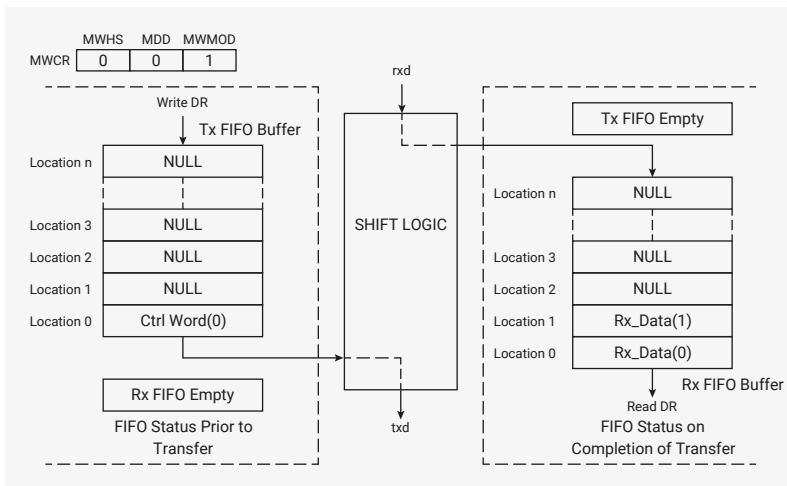 MWHS MDD MWMOD
MWCR 0 0 1
rxd
Write DR
Tx FIFO Buffer
Location n NULL
Location 3 NULL
Location 2 NULL
Location 1 NULL
Location 0 Ctrl Word(0)
Rx FIFO Empty
FIFO Status Prior to
Transfer
SHIFT LOGIC
txd
Tx FIFO Empty
Location n NULL
Location 3 NULL
Location 2 NULL
Location 1 Rx_Data(1)
Location 0 Rx_Data(0)
Rx FIFO Buffer
Read DR
FIFO Status on
Completion of Transfer